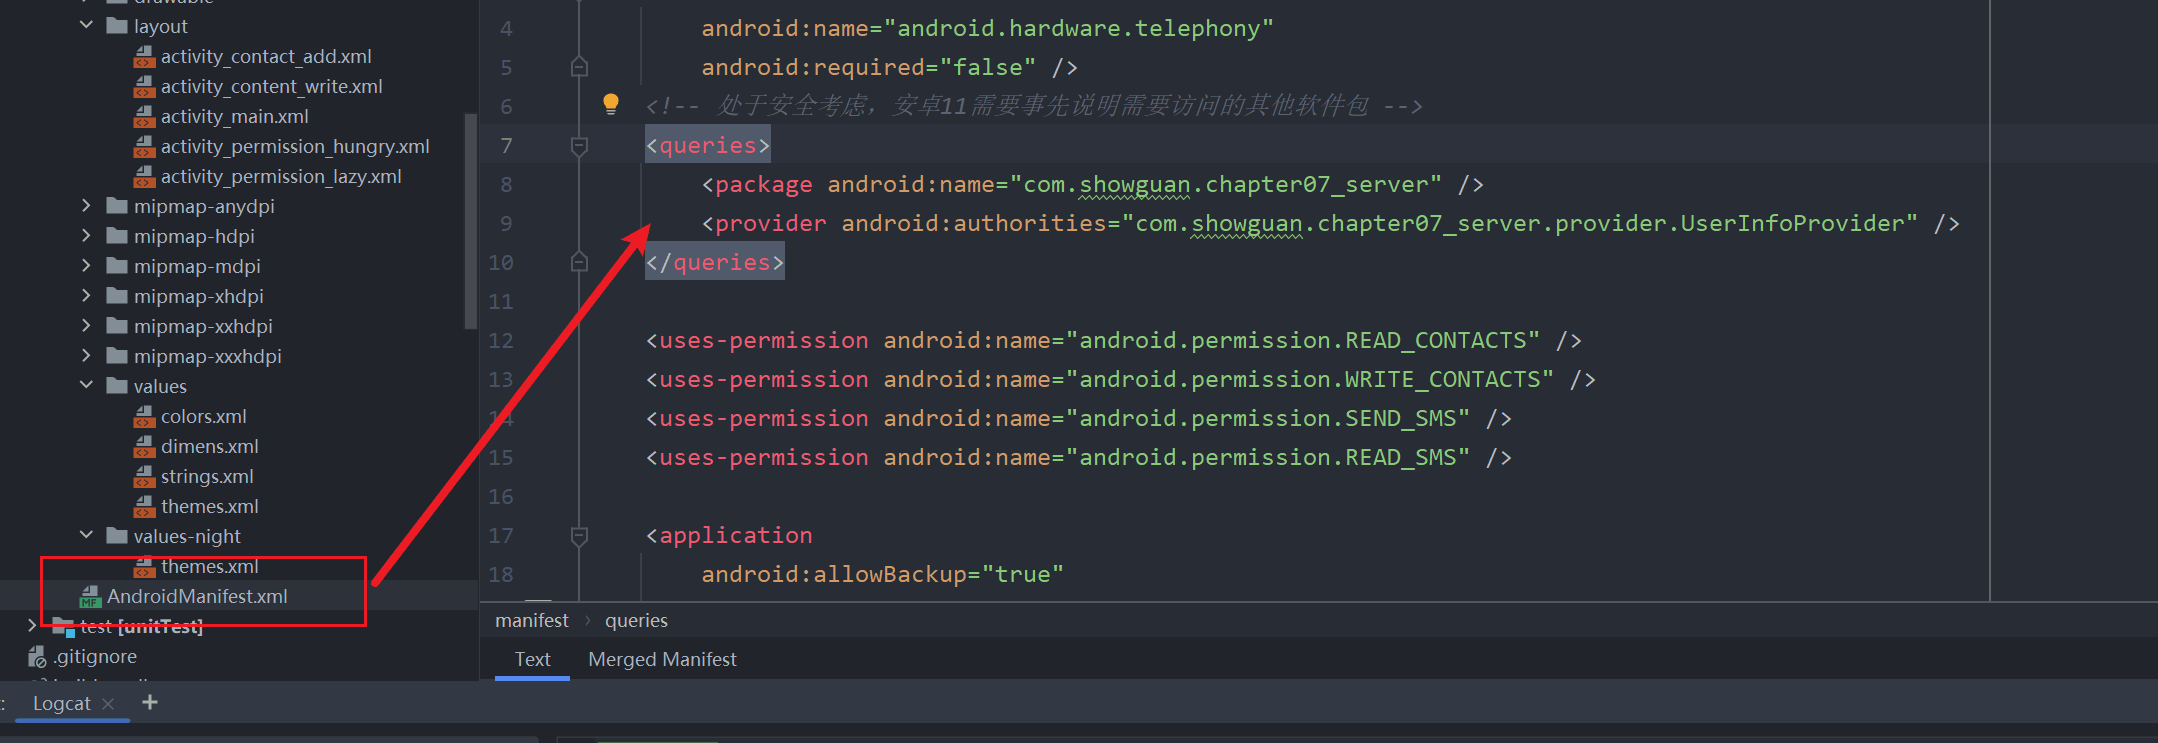 layout
activity_contact_add.xml
activity_content_write.xml
activity_main.xml
activity_permission_hungry.xml
activity_permission_lazy.xml
mipmap-anydpi
mipmap-hdpi
mipmap-mdpi
mipmap-xhdpi
mipmap-xxhdpi
mipmap-xxxhdpi
values
colors.xml
dimens.xml
strings.xml
themes.xml
values-night
themes.xml
AndroidManifest.xml
test [unitTest]
.gitignore
4 android:name="android.hardware.telephony"
5 android:required="false" />
6 <!-- 处于安全考虑，安卓11需要事先说明需要访问的其他软件包 -->
7 <queries>
8 <package android:name="com.showguan.chapter07_server" />
9 <provider android:authorities="com.showguan.chapter07_server.provider.UserInfoProvider" />
10 </queries>
11
12 <uses-permission android:name="android.permission.READ_CONTACTS" />
13 <uses-permission android:name="android.permission.WRITE_CONTACTS" />
14 <uses-permission android:name="android.permission.SEND_SMS" />
15 <uses-permission android:name="android.permission.READ_SMS" />
16
17 <application
18 android:allowBackup="true"
manifest › queries
Text Merged Manifest
Logcat × +